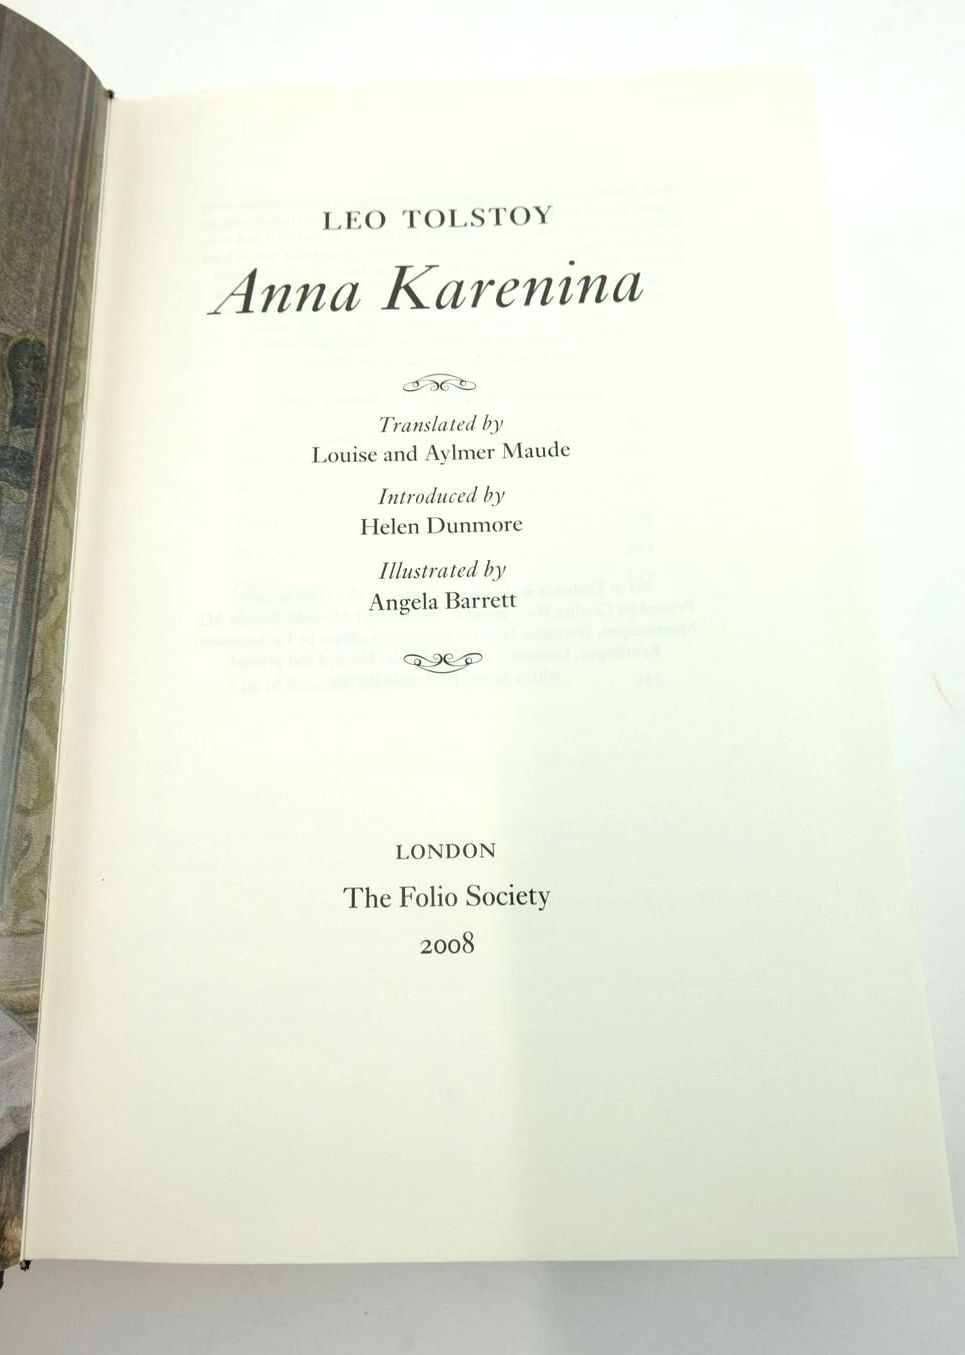 LEO TOLSTOY
Anna Karenina
Translated by
Louise and Aylmer Maude
Introduced by
Helen Dunmore
Illustrated by
Angela Barrett
LONDON
The Folio Society
2008